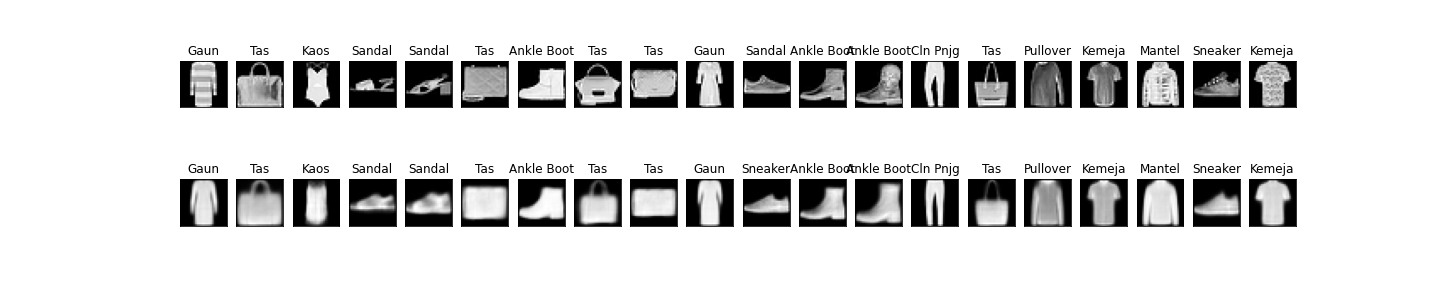 Gaun Tas Kaos Sandal Sandal Tas Ankle Boot Tas Tas Gaun Sandal Ankle Boot Ankle Boot Cln Pnjg Tas Pullover Kemeja Mantel Sneaker Kemeja
Gaun Tas Kaos Sandal Sandal Tas Ankle Boot Tas Tas Gaun Sneaker Ankle Boot Ankle Boot Cln Pnjg Tas Pullover Kemeja Mantel Sneaker Kemeja